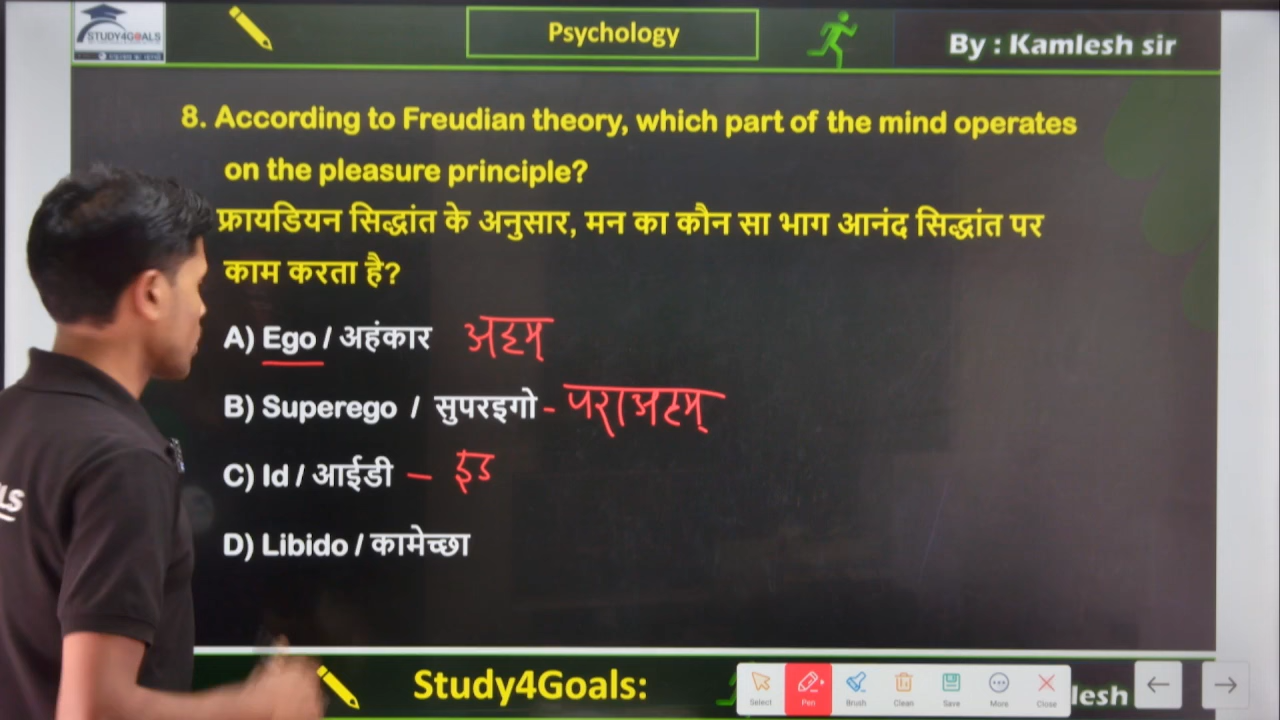 STUDY4GOALS
Psychology
By : Kamlesh sir
8. According to Freudian theory, which part of the mind operates
on the pleasure principle?
फ्रायडियन सिद्धांत के अनुसार, मन का कौन सा भाग आनंद सिद्धांत पर
काम करता है?
A) Ego / अहंकार अहम्
B) Superego / सुपरइगो - पराअहम्
C) Id / आईडी – इड
D) Libido / कामेच्छा
LS
Study4Goals:
lesh
Select Pen Brush Clean Save More Close